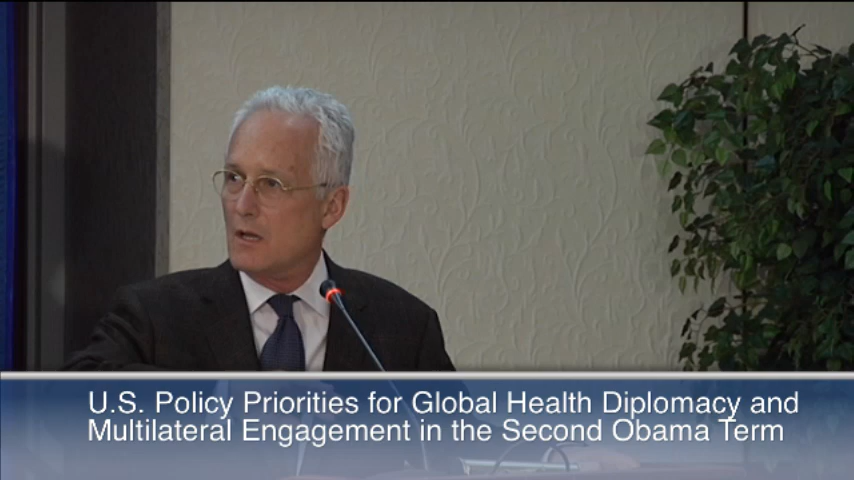 U.S. Policy Priorities for Global Health Diplomacy and
Multilateral Engagement in the Second Obama Term